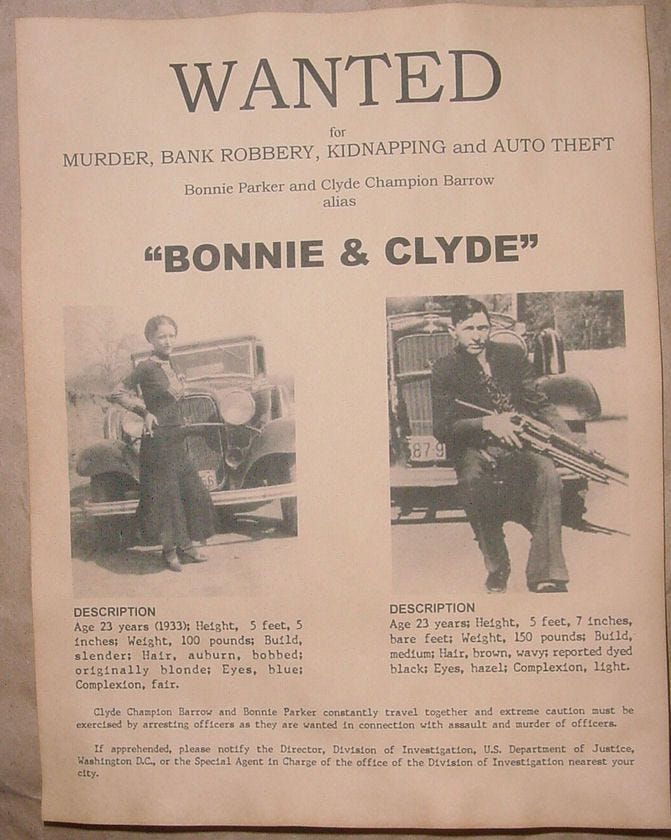 WANTED
for
MURDER, BANK ROBBERY, KIDNAPPING and AUTO THEFT
Bonnie Parker and Clyde Champion Barrow
alias
“BONNIE & CLYDE”
87-9
DESCRIPTION
Age 23 years (1933); Height, 5 feet, 5
inches; Weight, 100 pounds; Build,
slender; Hair, auburn, bobbed;
originally blonde; Eyes, blue;
Complexion, fair.
DESCRIPTION
Age 23 years; Height, 5 feet, 7 inches,
bare feet; Weight, 150 pounds; Build,
medium; Hair, brown, wavy; reported dyed
black; Eyes, hazel; Complexion, light.
Clyde Champion Barrow and Bonnie Parker constantly travel together and extreme caution must be
exercised by arresting officers as they are wanted in connection with assault and murder of officers.
If apprehended, please notify the Director, Division of Investigation, U.S. Department of Justice,
Washington D.C., or the Special Agent in Charge of the office of the Division of Investigation nearest your
city.